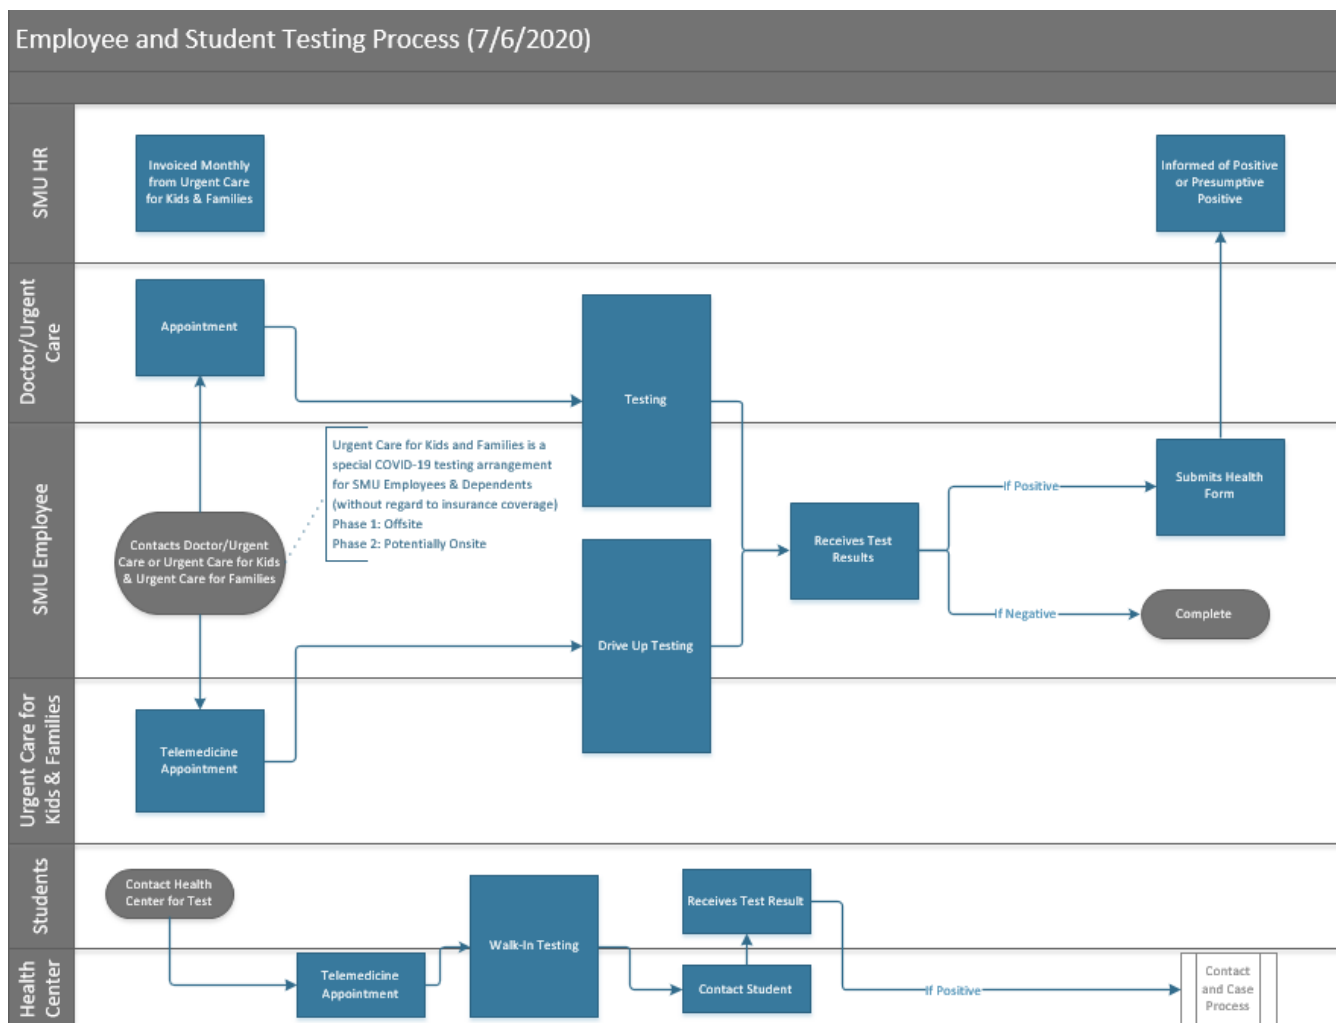 Employee and Student Testing Process (7/6/2020)
SMU HR
Invoiced Monthly
from Urgent Care
for Kids & Families
Informed of Positive
or Presumptive
Positive
Doctor/Urgent
Care
Appointment
Testing
SMU Employee
Urgent Care for Kids and Families is a
special COVID-19 testing arrangement
for SMU Employees & Dependents
(without regard to insurance coverage)
Phase 1: Offsite
Phase 2: Potentially Onsite
Contacts Doctor/Urgent
Care or Urgent Care for Kids
& Urgent Care for Families
Receives Test
Results
If Positive
Submits Health
Form
If Negative
Complete
Drive Up Testing
Urgent Care for
Kids & Families
Telemedicine
Appointment
Students
Contact Health
Center for Test
Walk-In Testing
Receives Test Result
Health
Center
Telemedicine
Appointment
Contact Student
If Positive
Contact
and Case
Process